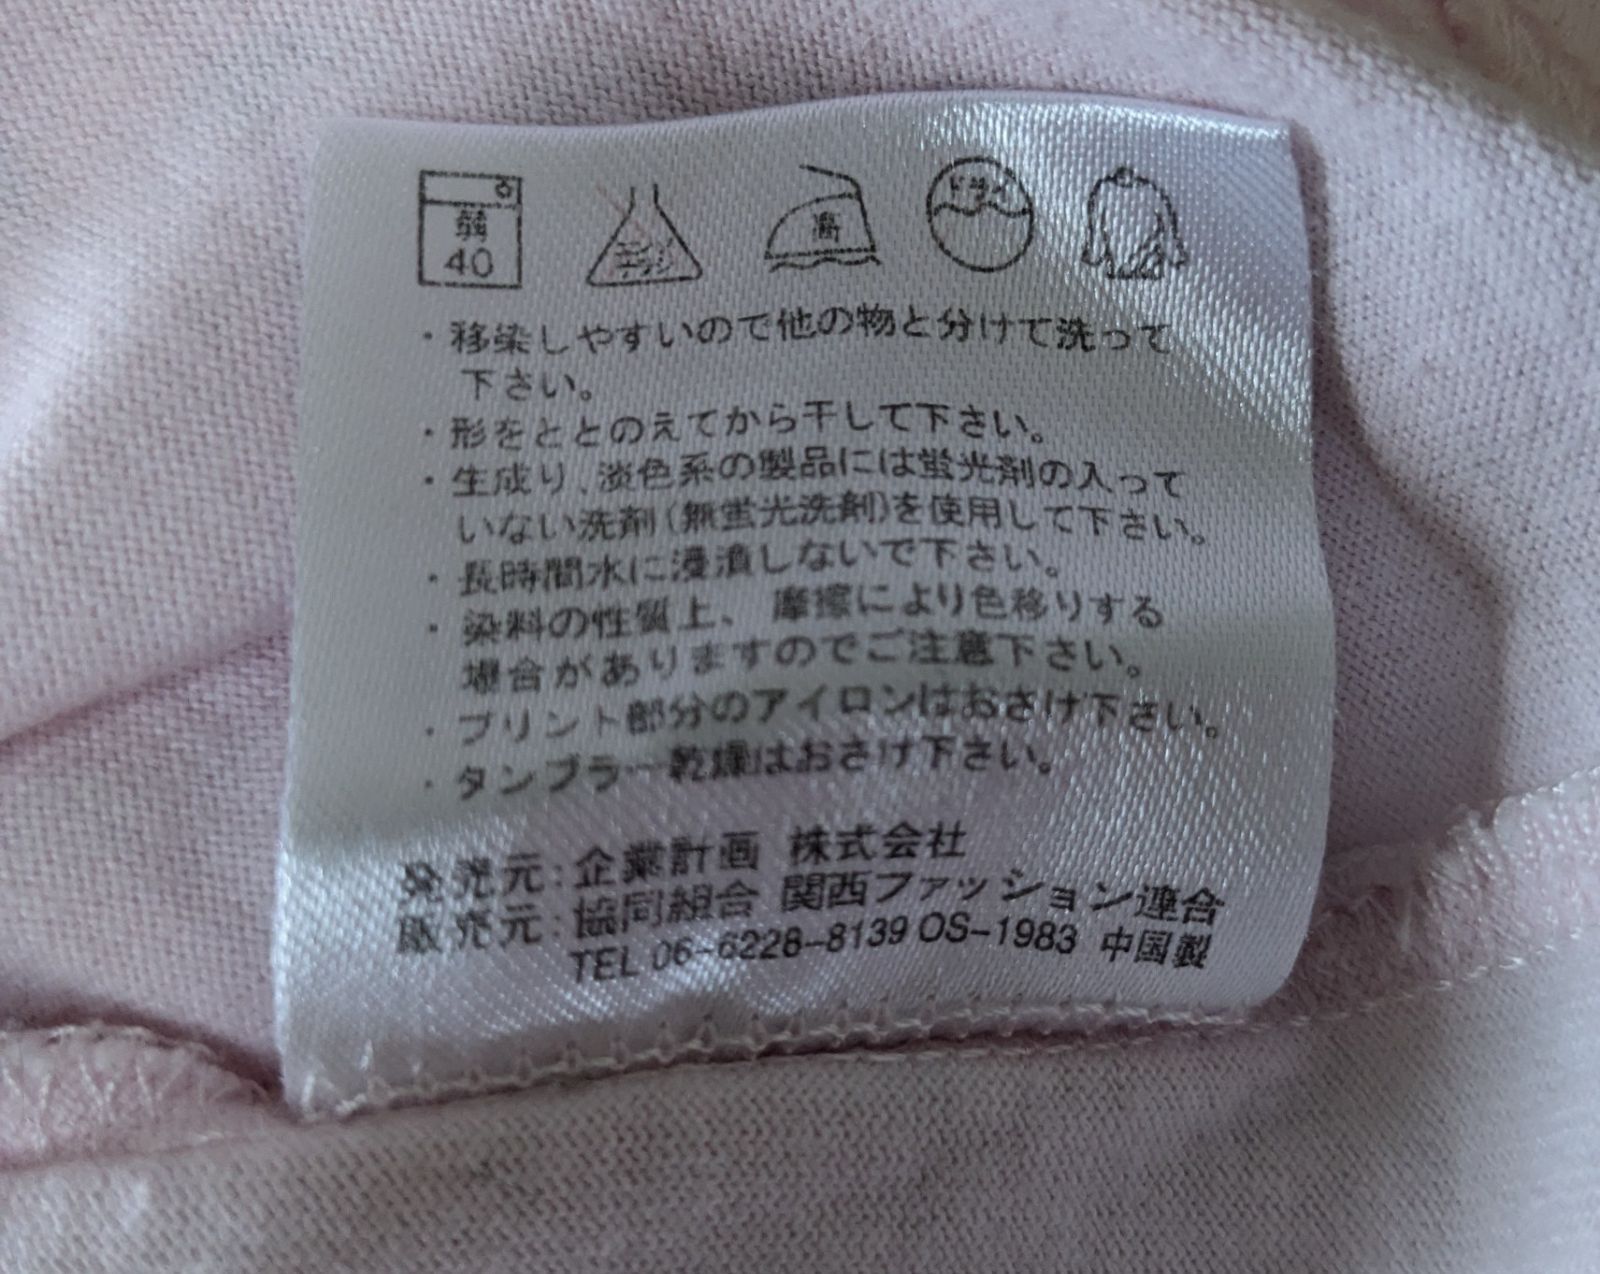 弱
40
エンソ
サラシ
高
ドライ
・移染しやすいので他の物と分けて洗って
下さい。
・形をととのえてから干して下さい。
・生成り、淡色系の製品には蛍光剤の入って
いない洗剤(無蛍光洗剤)を使用して下さい。
・長時間水に浸漬しないで下さい。
・染料の性質上、摩擦により色移りする
場合がありますのでご注意下さい。
・プリント部分のアイロンはおさけ下さい。
・タンブラー乾燥はおさけ下さい。
発売元:企業計画 株式会社
販売元:協同組合 関西ファッション連合
TEL 06-6228-8139 OS-1983 中国製